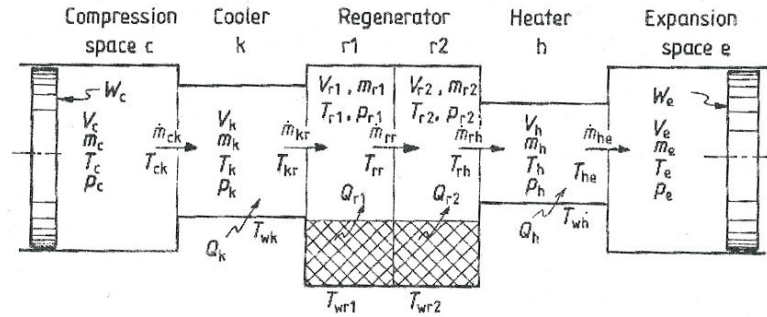 Compression Cooler Regenerator Heater Expansion
space c k r1 r2 h space e
W_c V_r1 , m_r1 V_r2 , m_r2 W_e
T_r1 , p_r1 T_r2 , p_r2
V_c ṁ_ck V_k ṁ_kr ṁ_rr ṁ_rh V_h ṁ_he V_e
m_c m_k m_h m_e
T_c T_ck T_k T_kr T_rr T_rh T_h T_he T_e
p_c p_k Q_r1 Q_r2 p_h p_e
Q_k T_wk Q_h T_wh
T_wr1 T_wr2